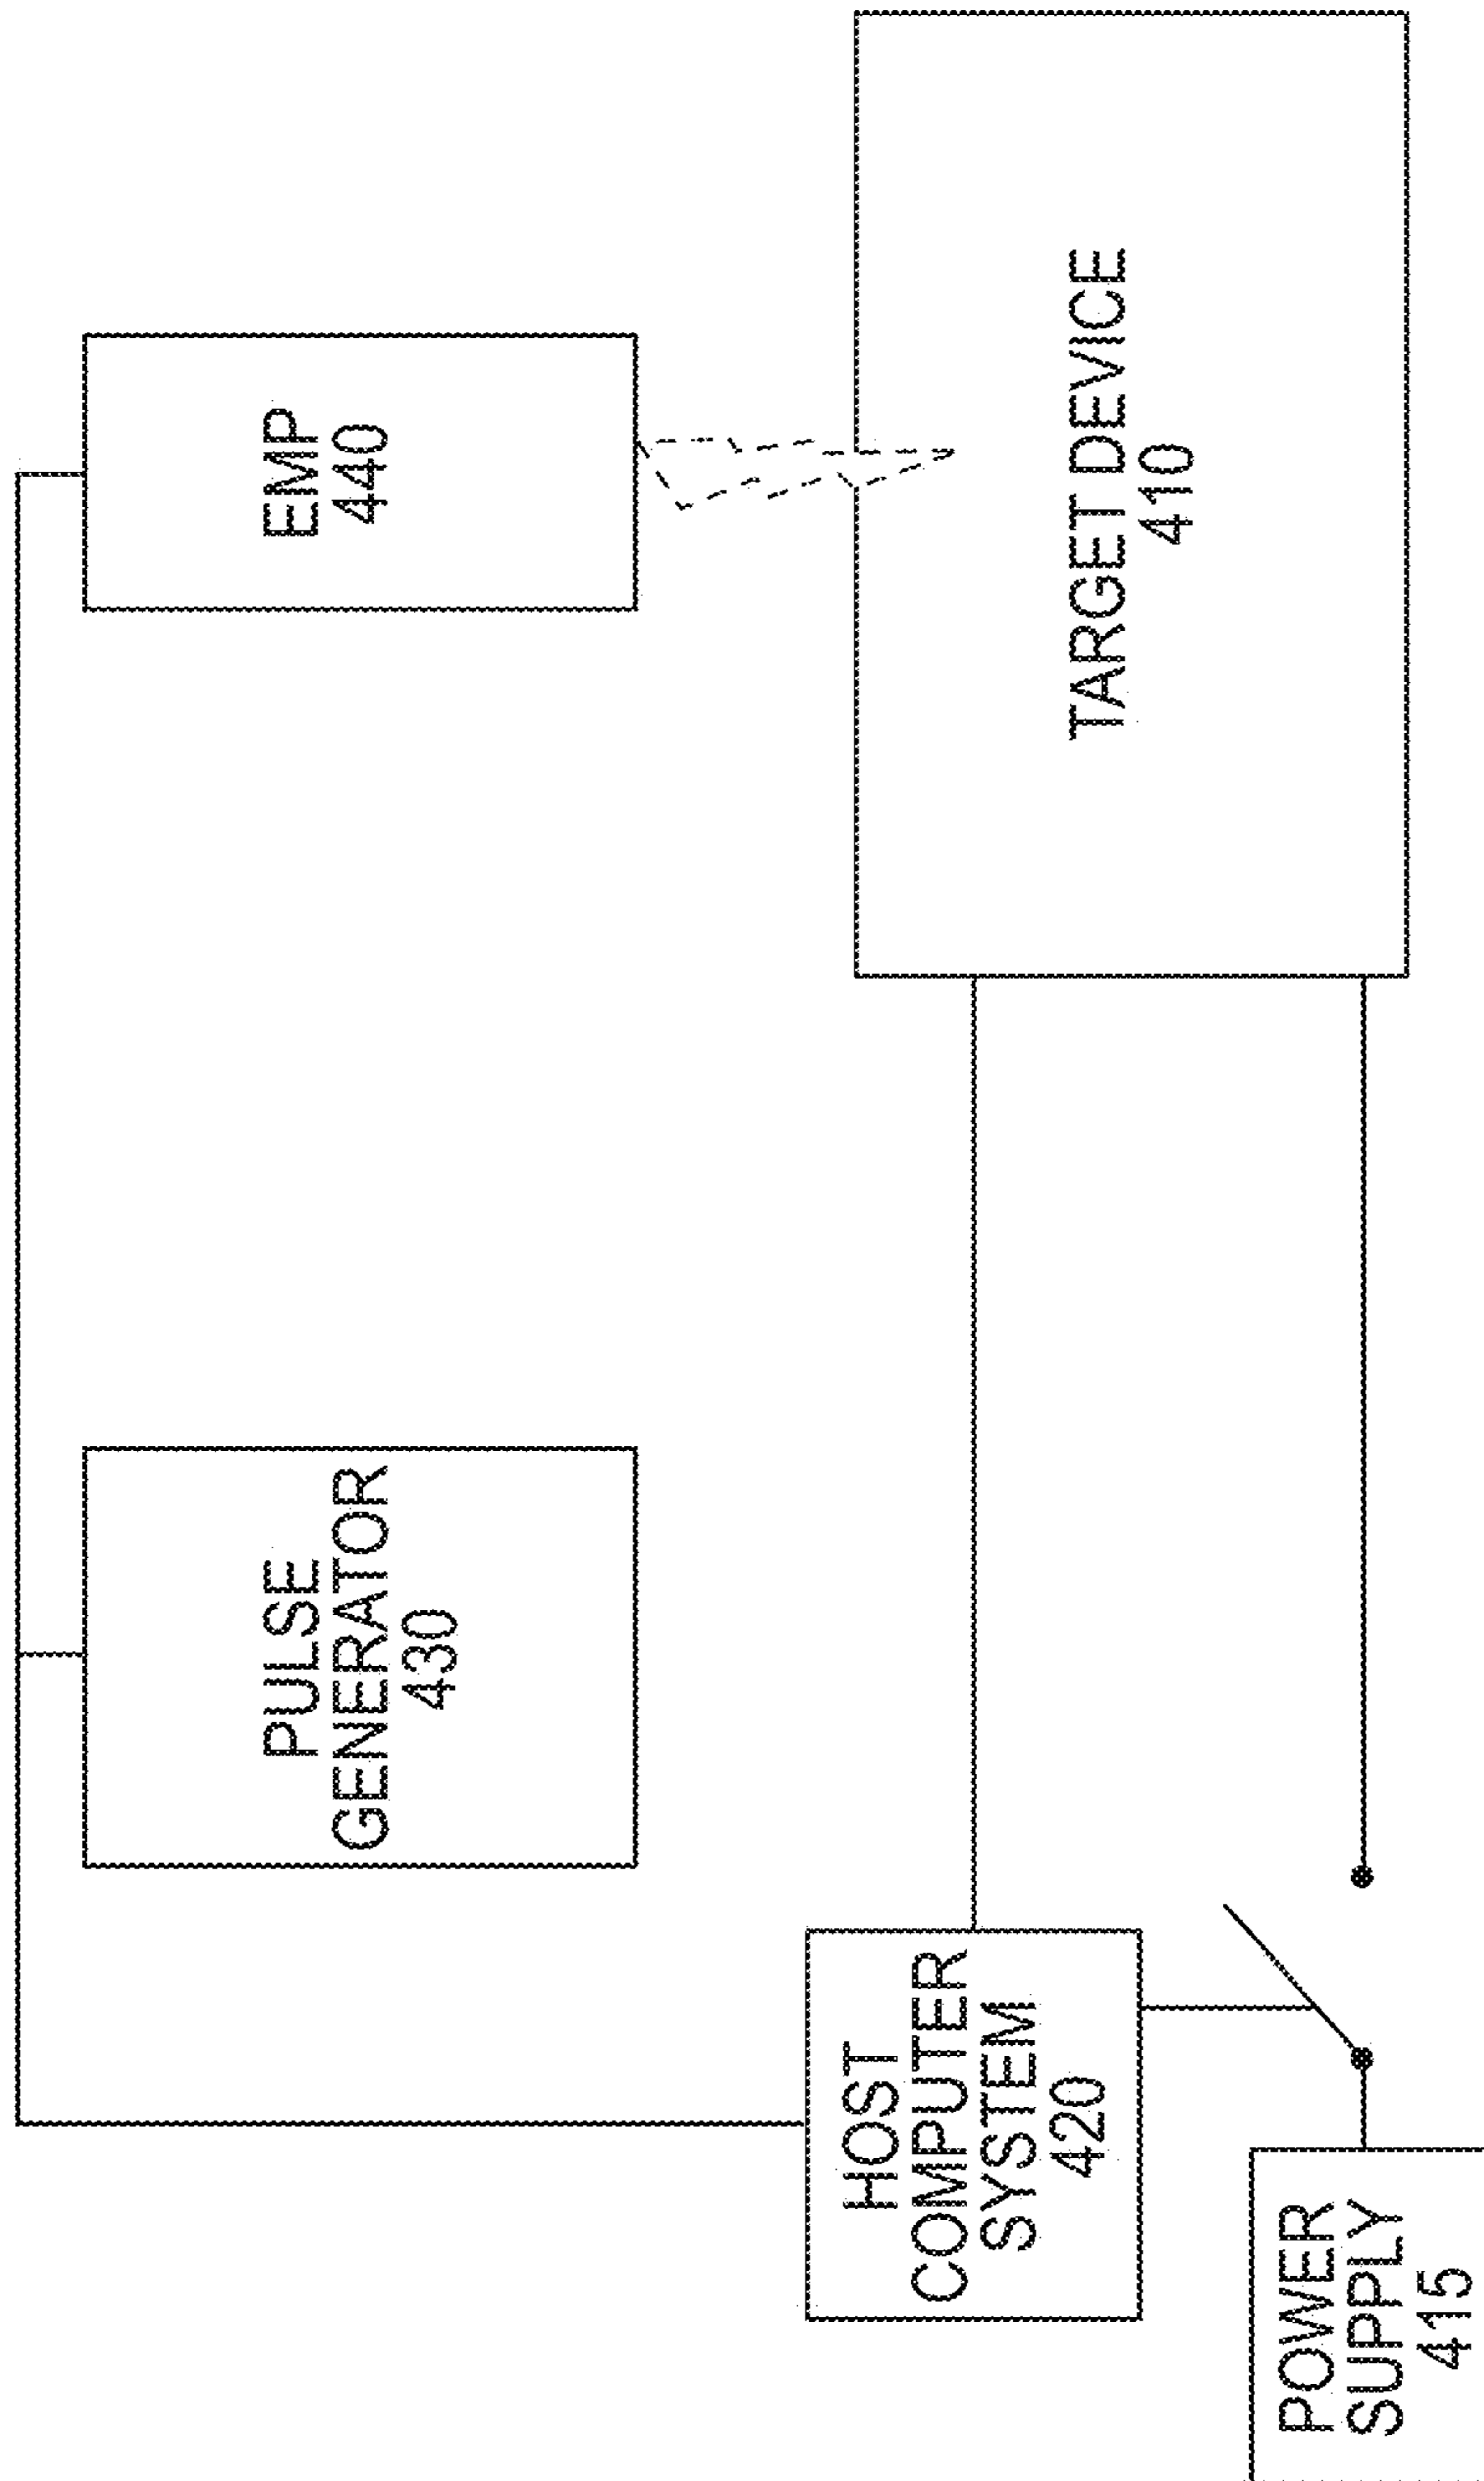 PULSE
GENERATOR
430
EMP
440
HOST
COMPUTER
SYSTEM
420
TARGET DEVICE
410
POWER
SUPPLY
415